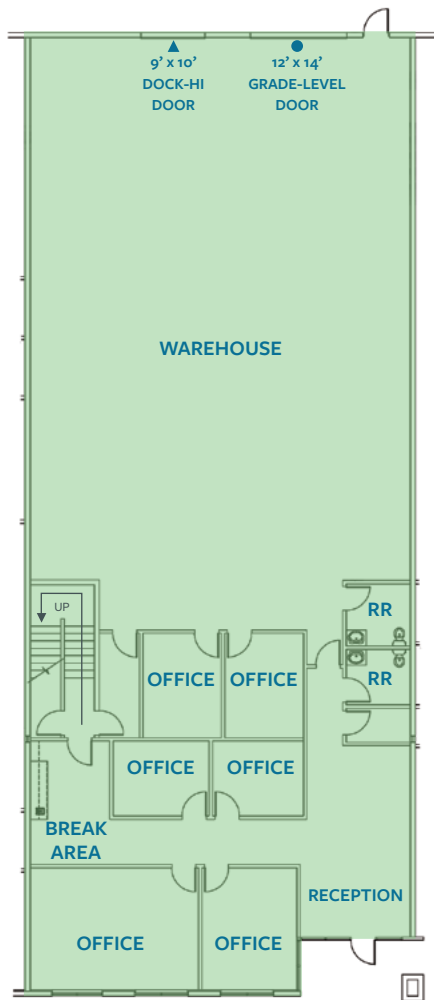 9' x 10'
DOCK-HI
DOOR
12' x 14'
GRADE-LEVEL
DOOR
WAREHOUSE
UP
RR
OFFICE
OFFICE
RR
OFFICE
OFFICE
BREAK
AREA
RECEPTION
OFFICE
OFFICE